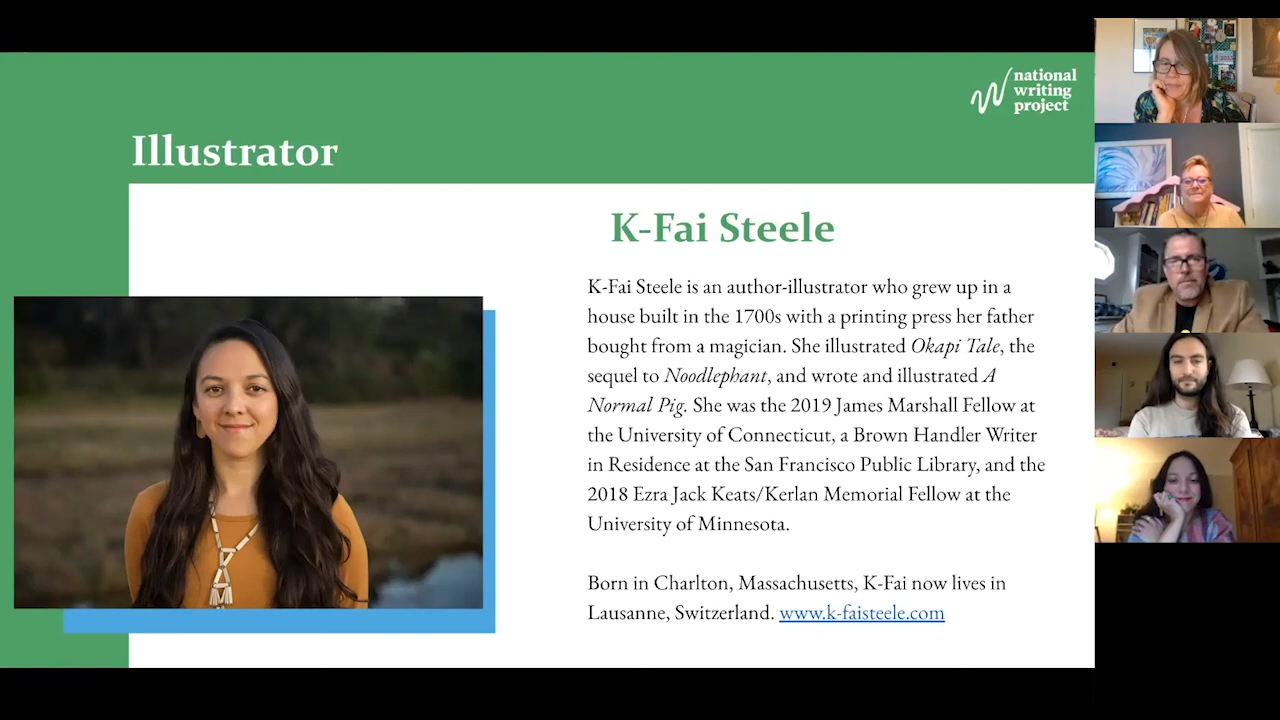 national
writing
project
Illustrator
K-Fai Steele
K-Fai Steele is an author-illustrator who grew up in a
house built in the 1700s with a printing press her father
bought from a magician. She illustrated Okapi Tale, the
sequel to Noodlephant, and wrote and illustrated A
Normal Pig. She was the 2019 James Marshall Fellow at
the University of Connecticut, a Brown Handler Writer
in Residence at the San Francisco Public Library, and the
2018 Ezra Jack Keats/Kerlan Memorial Fellow at the
University of Minnesota.
Born in Charlton, Massachusetts, K-Fai now lives in
Lausanne, Switzerland. www.k-faisteele.com